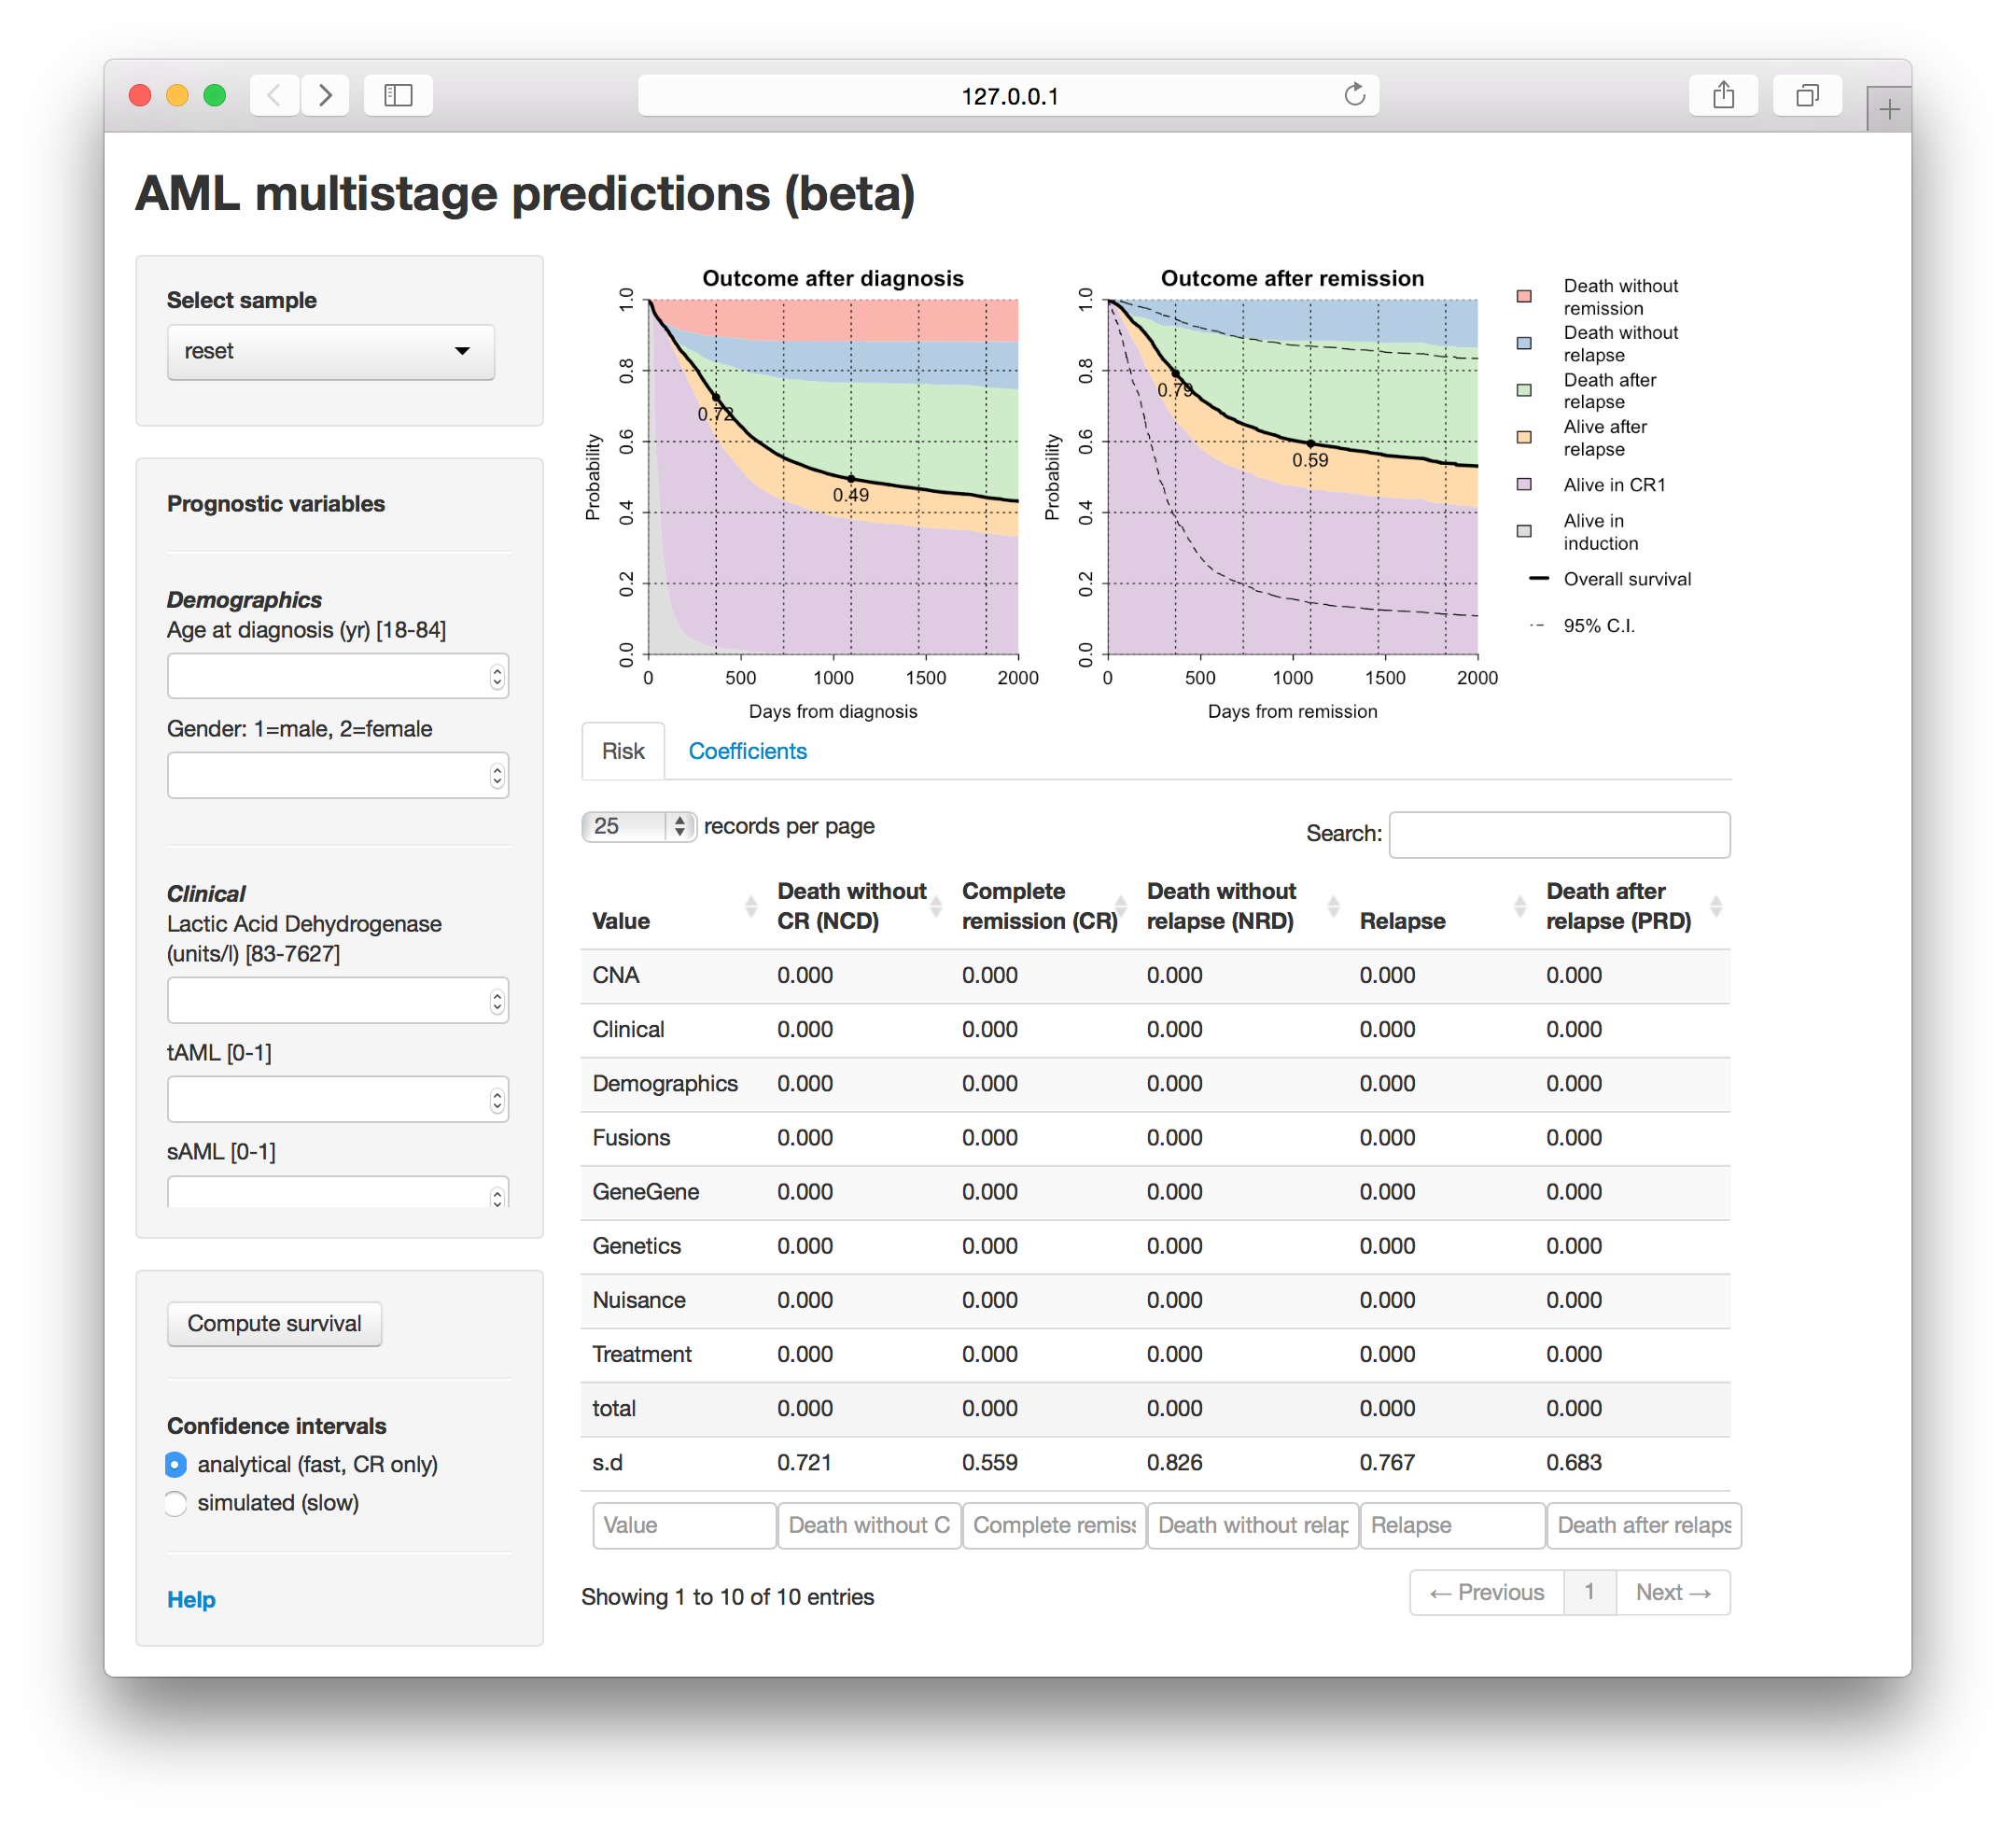 127.0.0.1
AML multistage predictions (beta)
Select sample
reset
Prognostic variables
Demographics
Age at diagnosis (yr) [18-84]
Gender: 1=male, 2=female
Clinical
Lactic Acid Dehydrogenase
(units/l) [83-7627]
tAML [0-1]
sAML [0-1]
Compute survival
Confidence intervals
analytical (fast, CR only)
simulated (slow)
Help
Outcome after diagnosis
Probability
0.0
0.2
0.4
0.6
0.8
1.0
0.72
0.49
0 500 1000 1500 2000
Days from diagnosis
Outcome after remission
Probability
0.0
0.2
0.4
0.6
0.8
1.0
0.79
0.59
0 500 1000 1500 2000
Days from remission
Death without
remission
Death without
relapse
Death after
relapse
Alive after
relapse
Alive in CR1
Alive in
induction
Overall survival
95% C.I.
Risk Coefficients
25 records per page Search:
Value Death without CR (NCD) Complete remission (CR) Death without relapse (NRD) Relapse Death after relapse (PRD)
CNA 0.000 0.000 0.000 0.000 0.000
Clinical 0.000 0.000 0.000 0.000 0.000
Demographics 0.000 0.000 0.000 0.000 0.000
Fusions 0.000 0.000 0.000 0.000 0.000
GeneGene 0.000 0.000 0.000 0.000 0.000
Genetics 0.000 0.000 0.000 0.000 0.000
Nuisance 0.000 0.000 0.000 0.000 0.000
Treatment 0.000 0.000 0.000 0.000 0.000
total 0.000 0.000 0.000 0.000 0.000
s.d 0.721 0.559 0.826 0.767 0.683
Value Death without C Complete remiss Death without relap Relapse Death after relaps
Showing 1 to 10 of 10 entries
← Previous 1 Next →